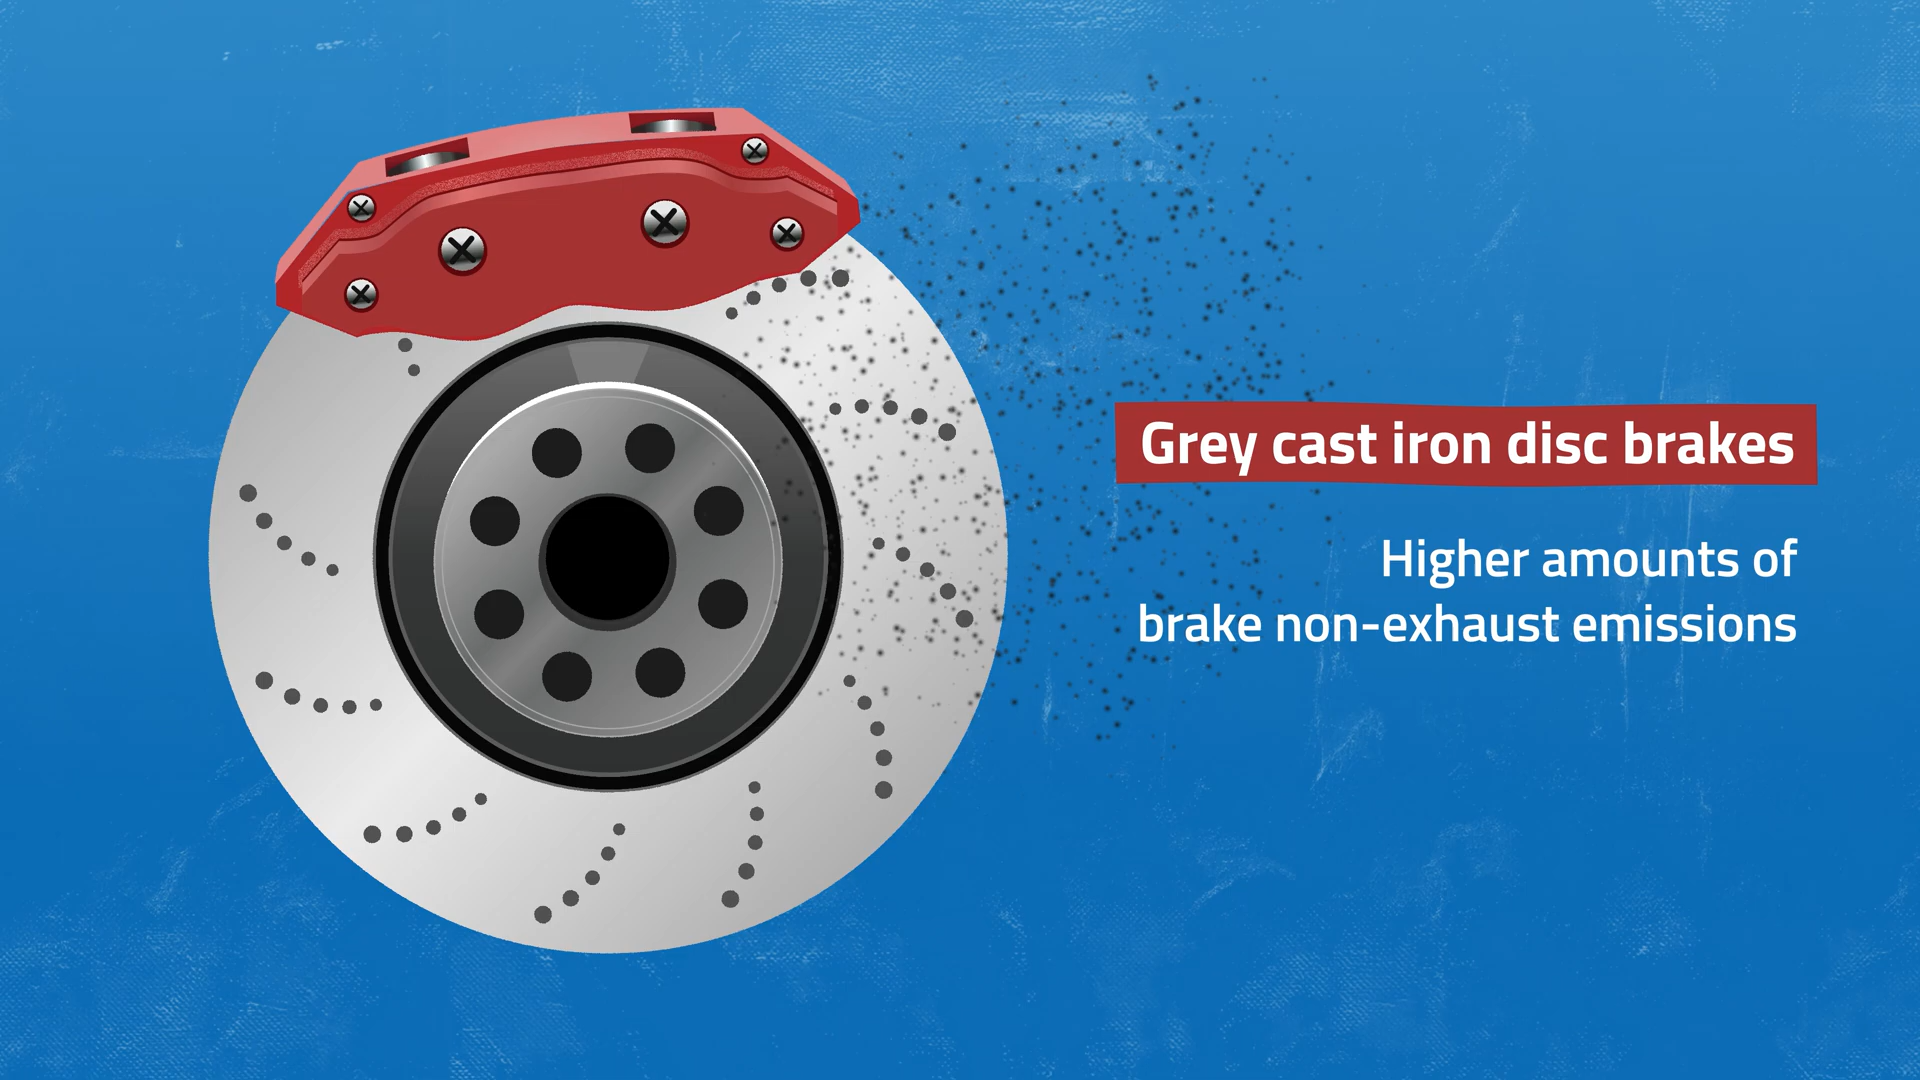 Grey cast iron disc brakes
Higher amounts of
brake non-exhaust emissions